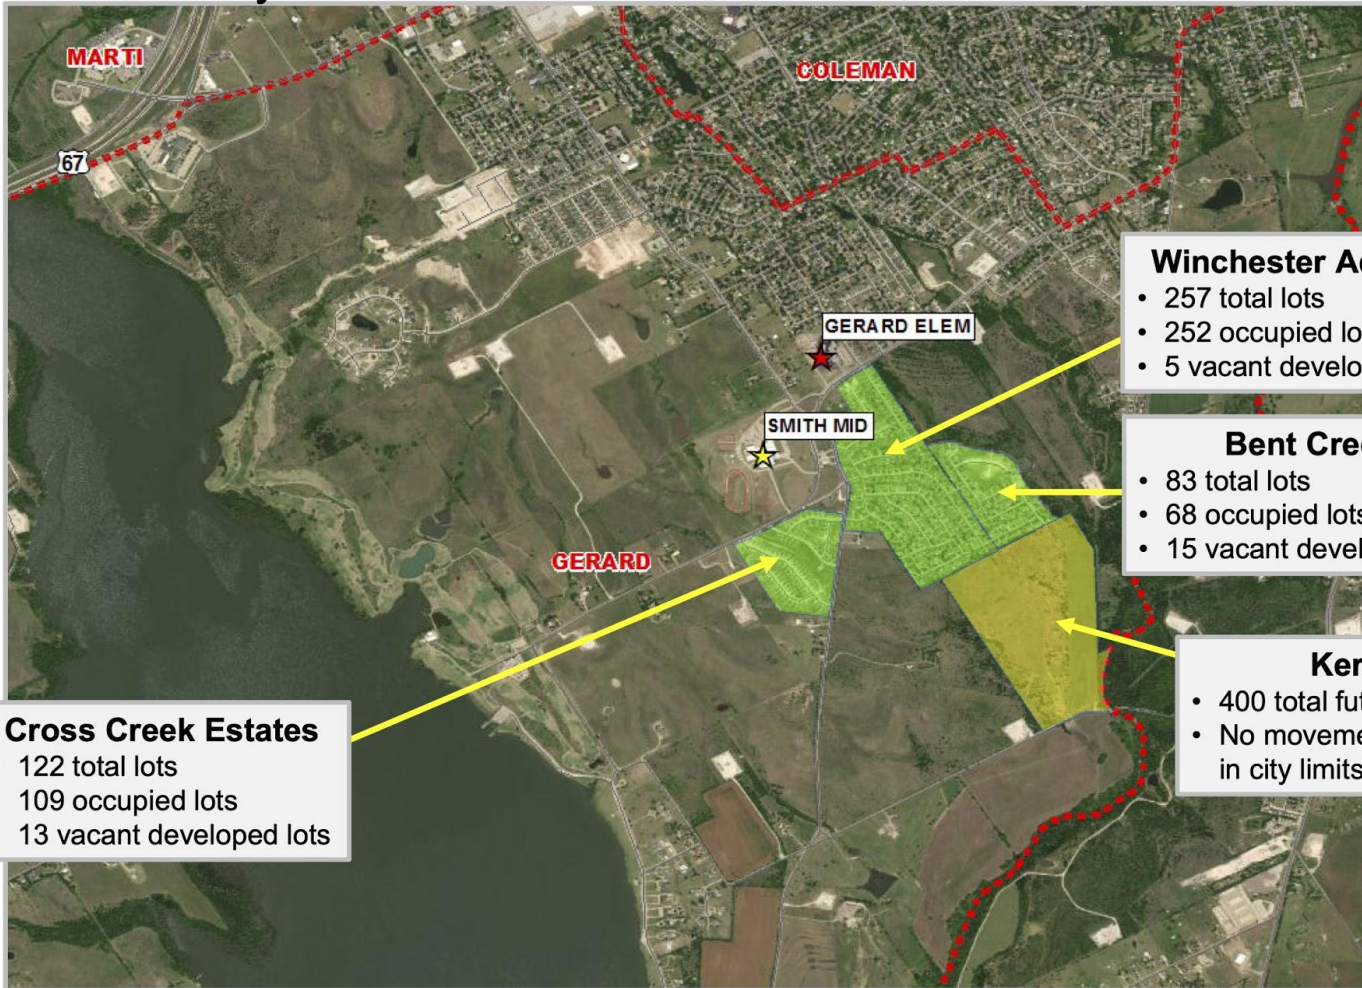 MARTI
COLEMAN
67
Winchester A
• 257 total lots
• 252 occupied lo
• 5 vacant develo
GERARD ELEM
SMITH MID
Bent Cre
• 83 total lots
• 68 occupied lots
• 15 vacant devel
GERARD
Ker
• 400 total fut
• No moveme
in city limits
Cross Creek Estates
122 total lots
109 occupied lots
13 vacant developed lots